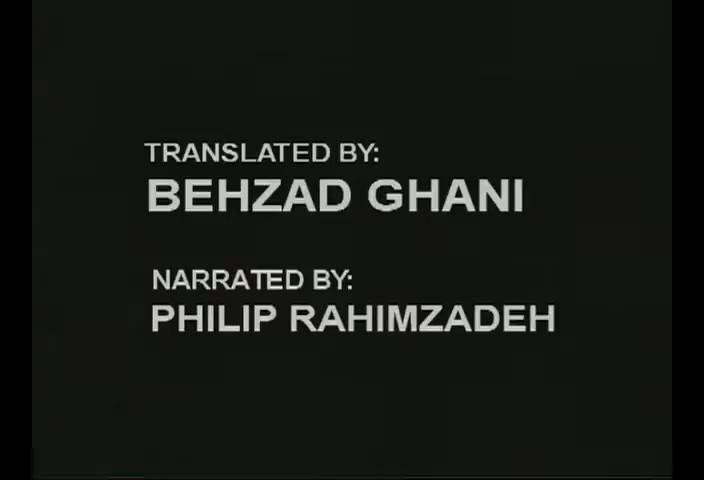 TRANSLATED BY:
BEHZAD GHANI
NARRATED BY:
PHILIP RAHIMZADEH